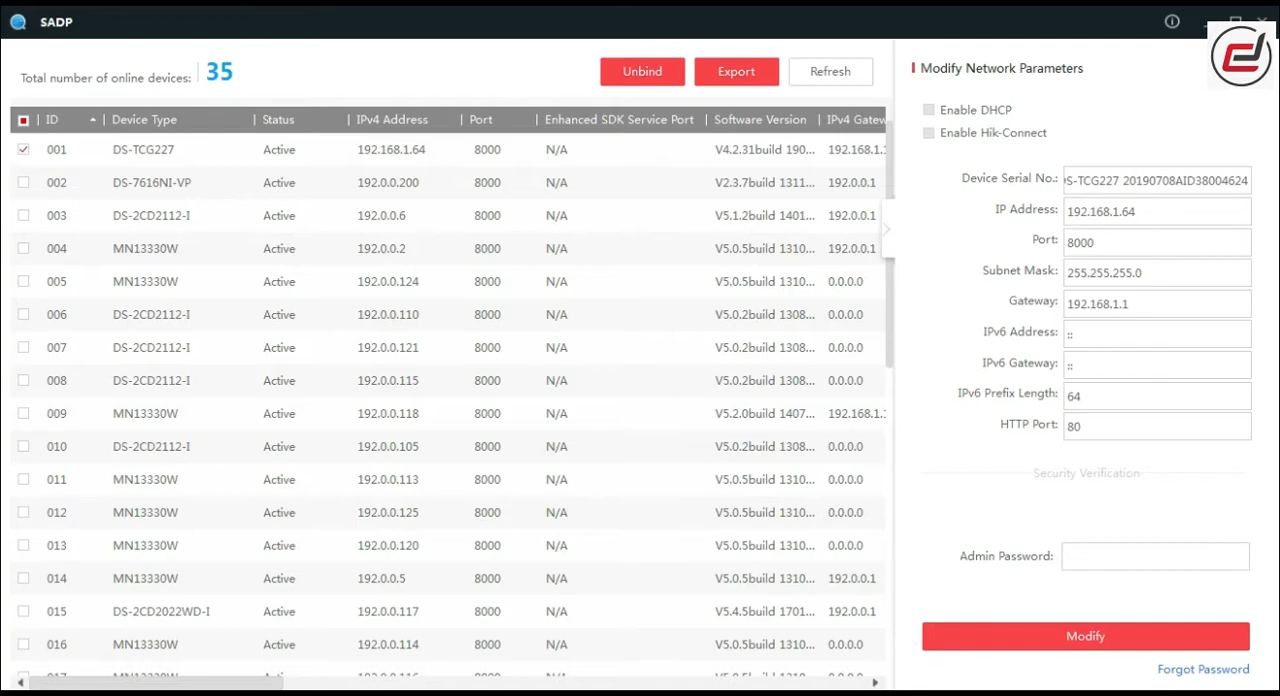 SADP
Total number of online devices: 35
Unbind
Export
Refresh
ID Device Type Status IPv4 Address Port Enhanced SDK Service Port Software Version IPv4 Gatew
001 DS-TCG227 Active 192.168.1.64 8000 N/A V4.2.31build 190... 192.168.1.1
002 DS-7616NI-VP Active 192.0.0.200 8000 N/A V2.3.7build 1311... 192.0.0.1
003 DS-2CD2112-I Active 192.0.0.6 8000 N/A V5.1.2build 1401... 192.0.0.1
004 MN13330W Active 192.0.0.2 8000 N/A V5.0.5build 1310... 192.0.0.1
005 MN13330W Active 192.0.0.124 8000 N/A V5.0.5build 1310... 0.0.0.0
006 DS-2CD2112-I Active 192.0.0.110 8000 N/A V5.0.2build 1308... 0.0.0.0
007 DS-2CD2112-I Active 192.0.0.121 8000 N/A V5.0.2build 1308... 0.0.0.0
008 DS-2CD2112-I Active 192.0.0.115 8000 N/A V5.0.2build 1308... 0.0.0.0
009 MN13330W Active 192.0.0.118 8000 N/A V5.2.0build 1407... 192.168.1.1
010 DS-2CD2112-I Active 192.0.0.105 8000 N/A V5.0.2build 1308... 0.0.0.0
011 MN13330W Active 192.0.0.113 8000 N/A V5.0.5build 1310... 0.0.0.0
012 MN13330W Active 192.0.0.125 8000 N/A V5.0.5build 1310... 0.0.0.0
013 MN13330W Active 192.0.0.120 8000 N/A V5.0.5build 1310... 0.0.0.0
014 MN13330W Active 192.0.0.5 8000 N/A V5.0.5build 1310... 192.0.0.1
015 DS-2CD2022WD-I Active 192.0.0.117 8000 N/A V5.4.5build 1701... 192.0.0.1
016 MN13330W Active 192.0.0.114 8000 N/A V5.0.5build 1310... 0.0.0.0
Modify Network Parameters
Enable DHCP
Enable Hik-Connect
Device Serial No.: DS-TCG227 20190708AID38004624
IP Address: 192.168.1.64
Port: 8000
Subnet Mask: 255.255.255.0
Gateway: 192.168.1.1
IPv6 Address: ::
IPv6 Gateway: ::
IPv6 Prefix Length: 64
HTTP Port: 80
Security Verification
Admin Password:
Modify
Forgot Password